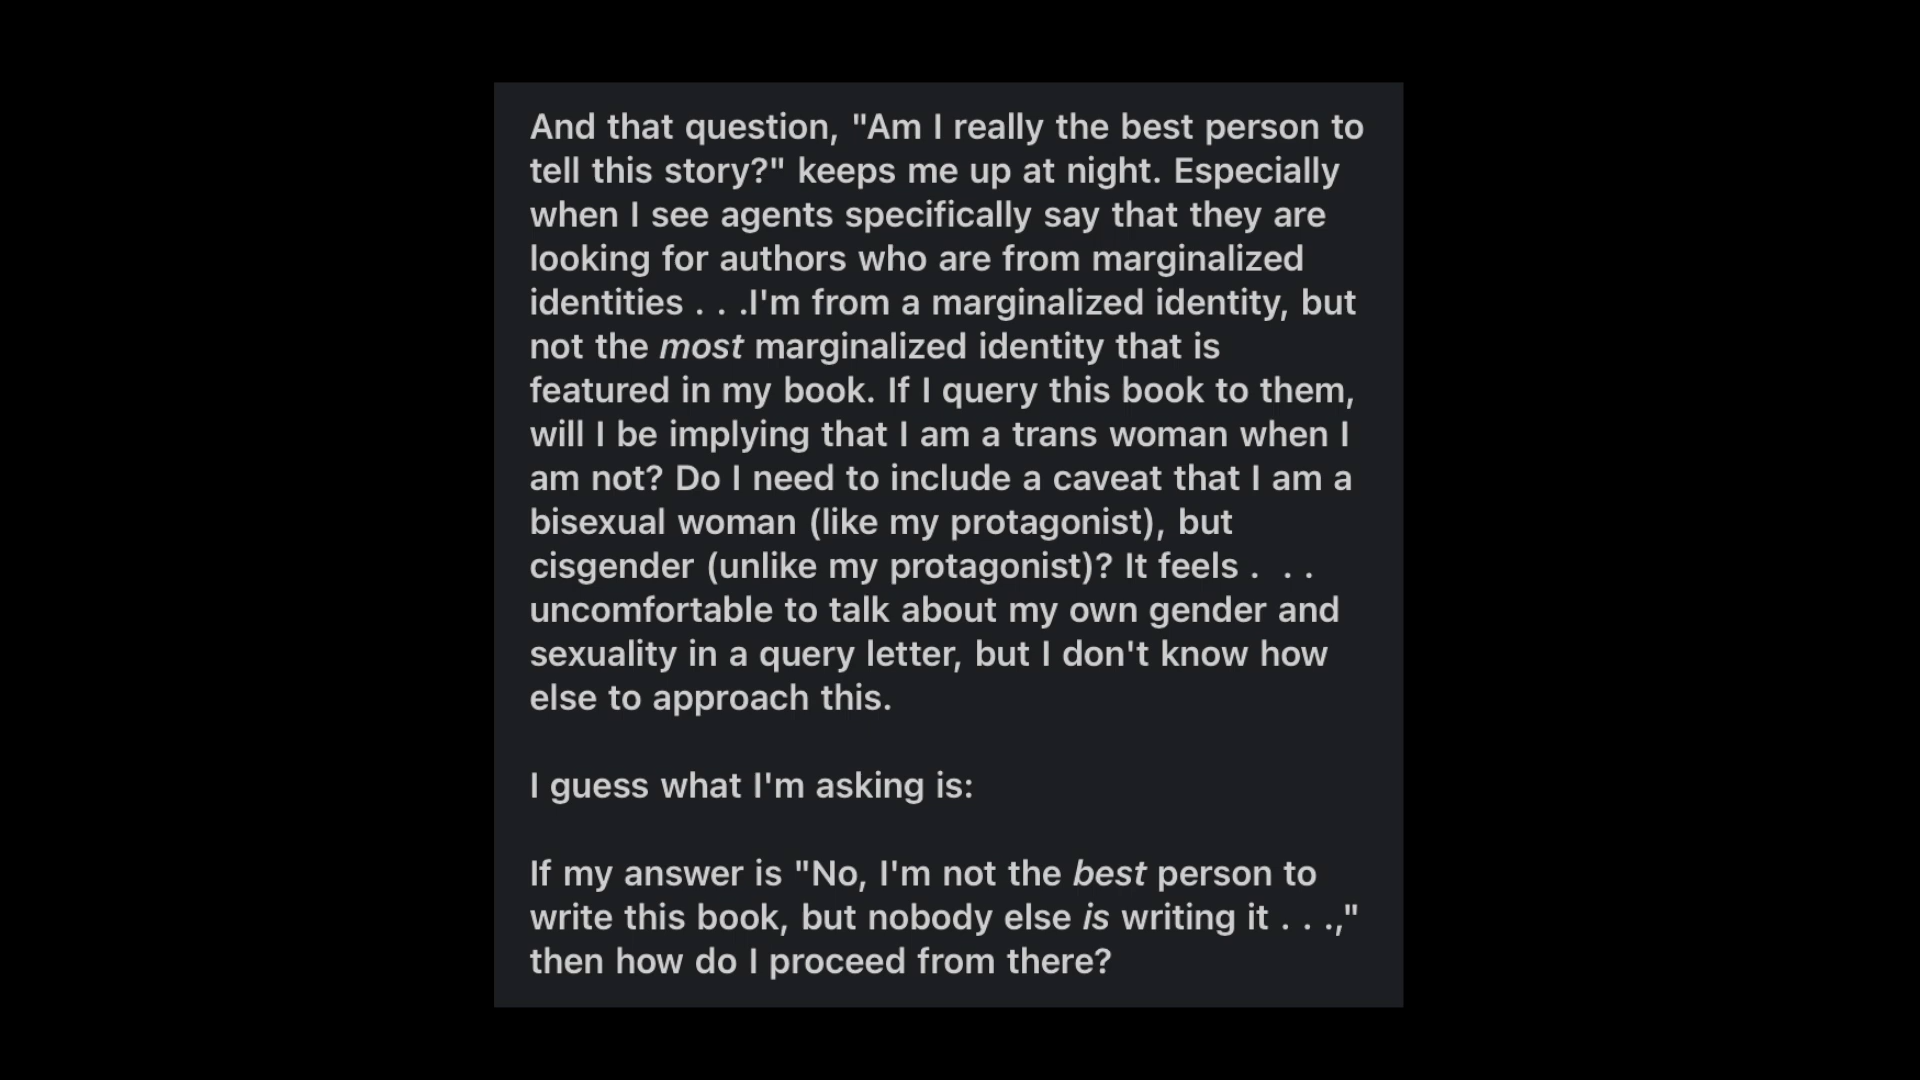 And that question, "Am I really the best person to
tell this story?" keeps me up at night. Especially
when I see agents specifically say that they are
looking for authors who are from marginalized
identities . . .I'm from a marginalized identity, but
not the most marginalized identity that is
featured in my book. If I query this book to them,
will I be implying that I am a trans woman when I
am not? Do I need to include a caveat that I am a
bisexual woman (like my protagonist), but
cisgender (unlike my protagonist)? It feels .  . .
uncomfortable to talk about my own gender and
sexuality in a query letter, but I don't know how
else to approach this.
I guess what I'm asking is:
If my answer is "No, I'm not the best person to
write this book, but nobody else is writing it . . .,"
then how do I proceed from there?